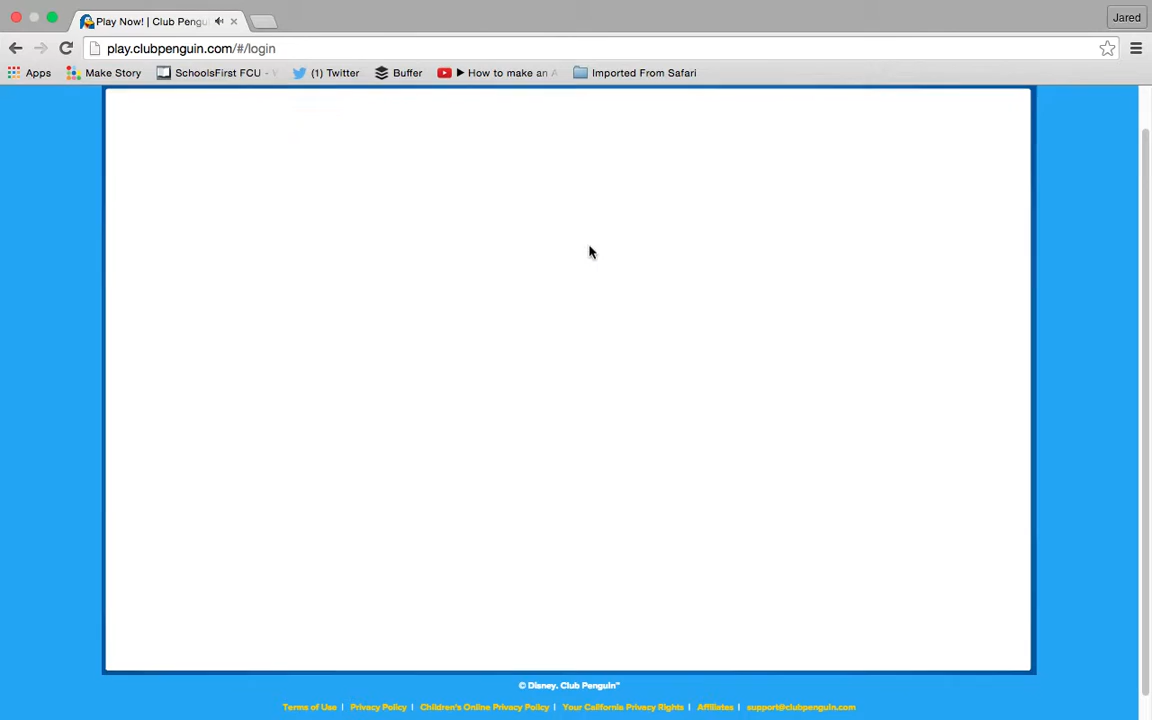 Play Now! | Club Pengu
Jared
play.clubpenguin.com/#/login
Apps Make Story SchoolsFirst FCU - (1) Twitter Buffer ▶ How to make an Imported From Safari
© Disney. Club Penguin™
Terms of Use | Privacy Policy | Children's Online Privacy Policy | Your California Privacy Rights | Affiliates | support@clubpenguin.com